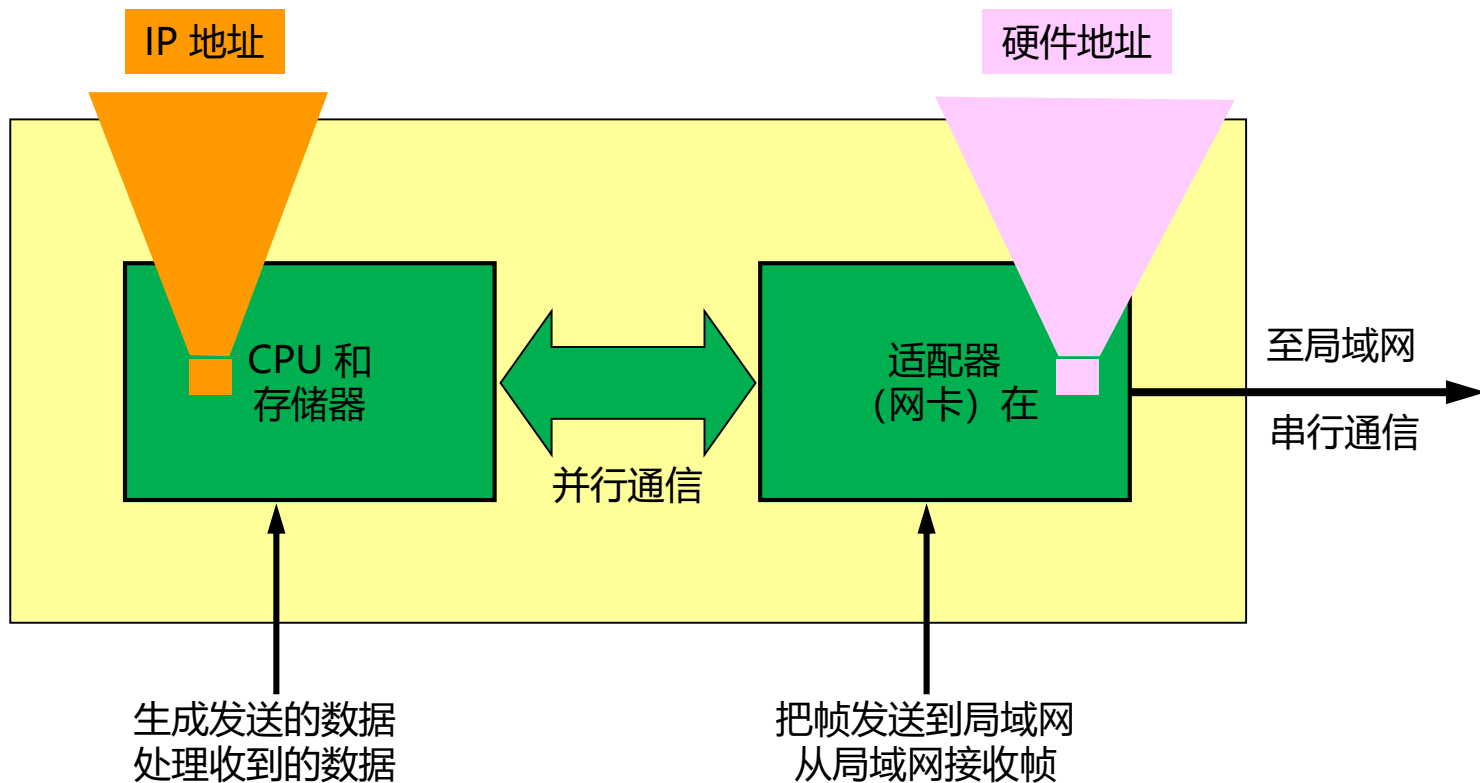 IP 地址
硬件地址
CPU 和
存储器
适配器
（网卡）在
至局域网
串行通信
并行通信
生成发送的数据
处理收到的数据
把帧发送到局域网
从局域网接收帧